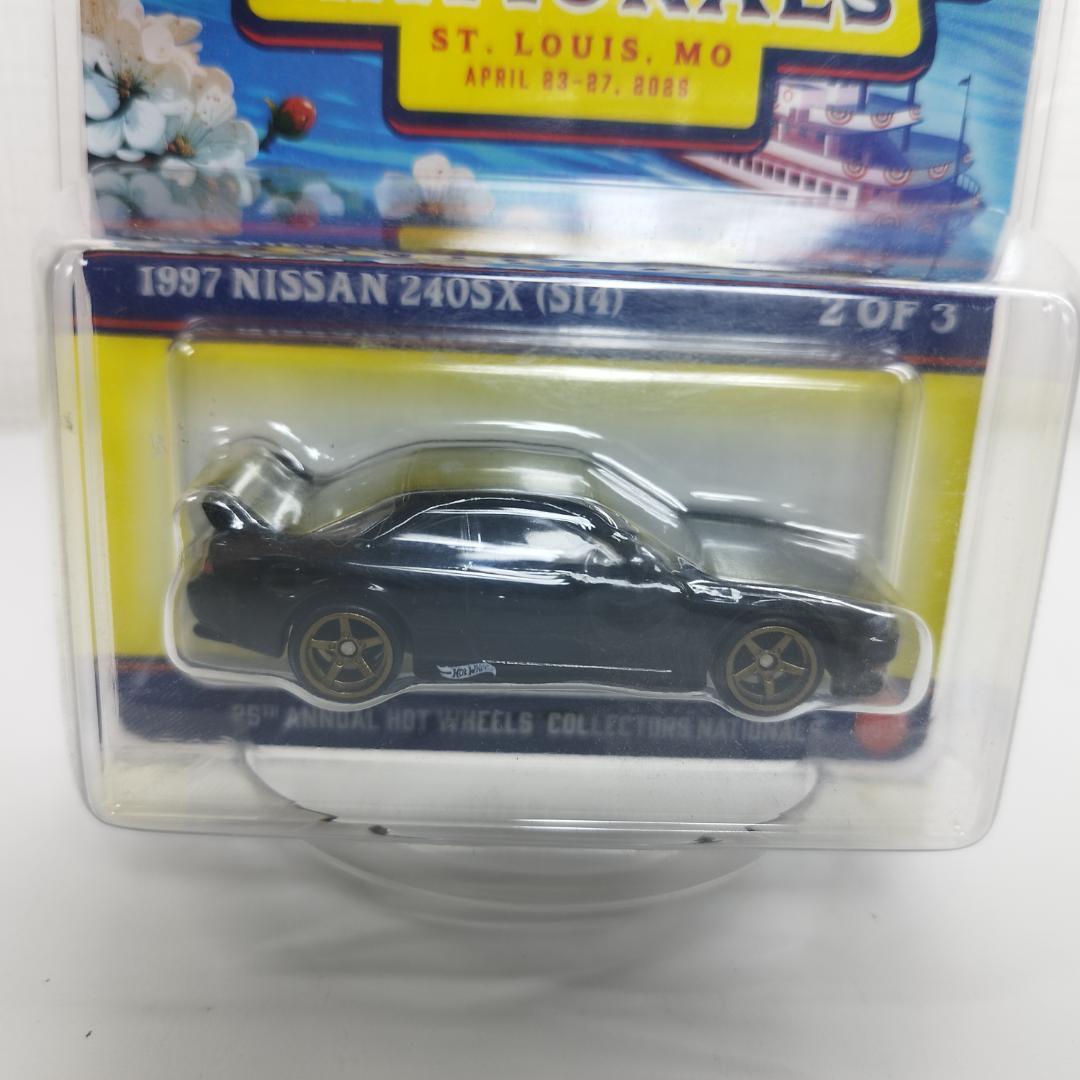 NATIONALS
ST. LOUIS, MO
APRIL 23-27, 2025
1997 NISSAN 240SX (S14)
2 OF 3
HOT WHEELS
25TH ANNUAL HOT WHEELS COLLECTORS NATIONALS